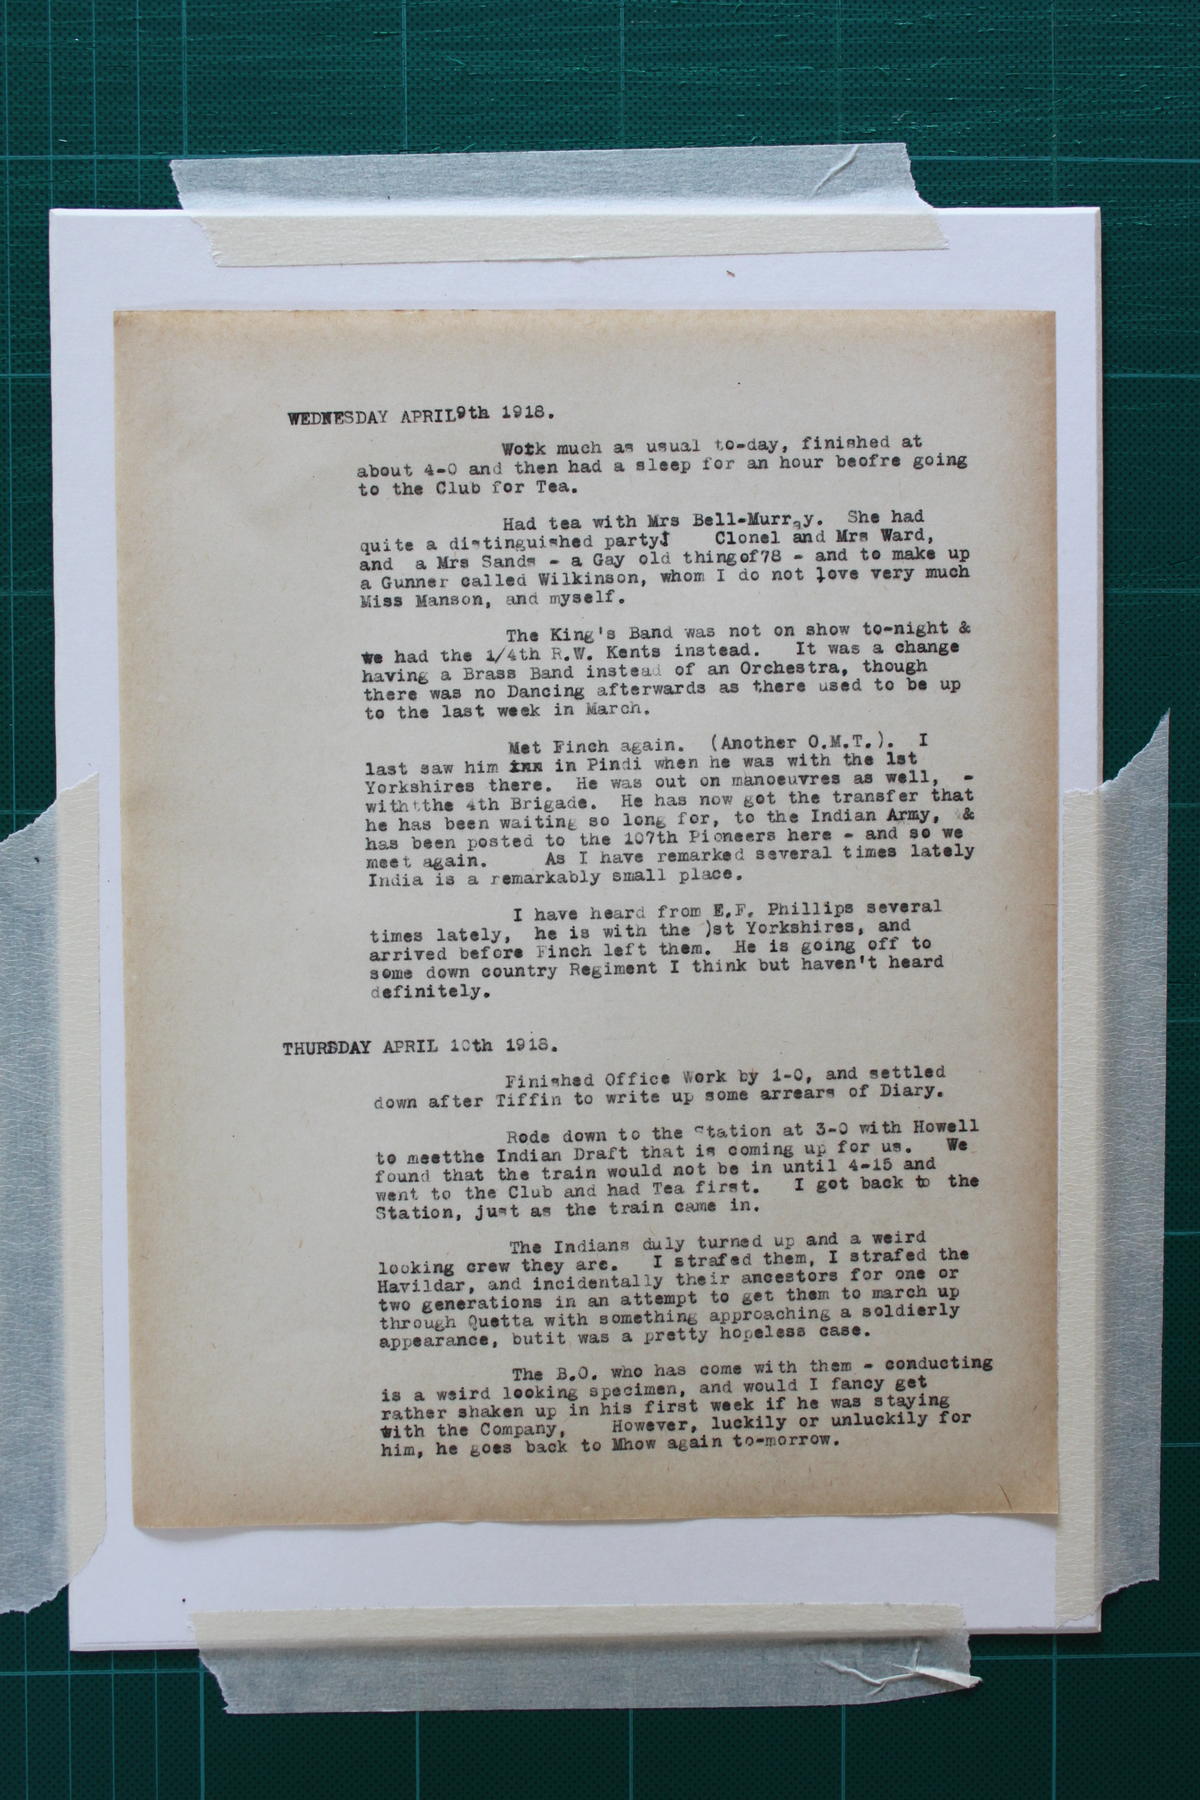 WEDNESDAY APRIL9th 1918.
Work much as usual to-day, finished at
about 4-0 and then had a sleep for an hour beofre going
to the Club for Tea.
Had tea with Mrs Bell-Murray. She had
quite a distinguished party! Clonel and Mrs Ward,
and a Mrs Sands - a Gay old thingof78 - and to make up
a Gunner called Wilkinson, whom I do not love very much
Miss Manson, and myself.
The King's Band was not on show to-night &
we had the 1/4th R.W. Kents instead. It was a change
having a Brass Band instead of an Orchestra, though
there was no Dancing afterwards as there used to be up
to the last week in March.
Met Finch again. (Another O.M.T.). I
last saw him in Pindi when he was with the 1st
Yorkshires there. He was out on manoeuvres as well, -
with the 4th Brigade. He has now got the transfer that
he has been waiting so long for, to the Indian Army, &
has been posted to the 107th Pioneers here - and so we
meet again. As I have remarked several times lately
India is a remarkably small place.
I have heard from E.F. Phillips several
times lately, he is with the )st Yorkshires, and
arrived before Finch left them. He is going off to
some down country Regiment I think but haven't heard
definitely.
THURSDAY APRIL 10th 1918.
Finished Office Work by 1-0, and settled
down after Tiffin to write up some arrears of Diary.
Rode down to the Station at 3-0 with Howell
to meetthe Indian Draft that is coming up for us. We
found that the train would not be in until 4-15 and
went to the Club and had Tea first. I got back to the
Station, just as the train came in.
The Indians duly turned up and a weird
looking crew they are. I strafed them, I strafed the
Havildar, and incidentally their ancestors for one or
two generations in an attempt to get them to march up
through Quetta with something approaching a soldierly
appearance, butit was a pretty hopeless case.
The B.O. who has come with them - conducting
is a weird looking specimen, and would I fancy get
rather shaken up in his first week if he was staying
with the Company, However, luckily or unluckily for
him, he goes back to Mhow again to-morrow.